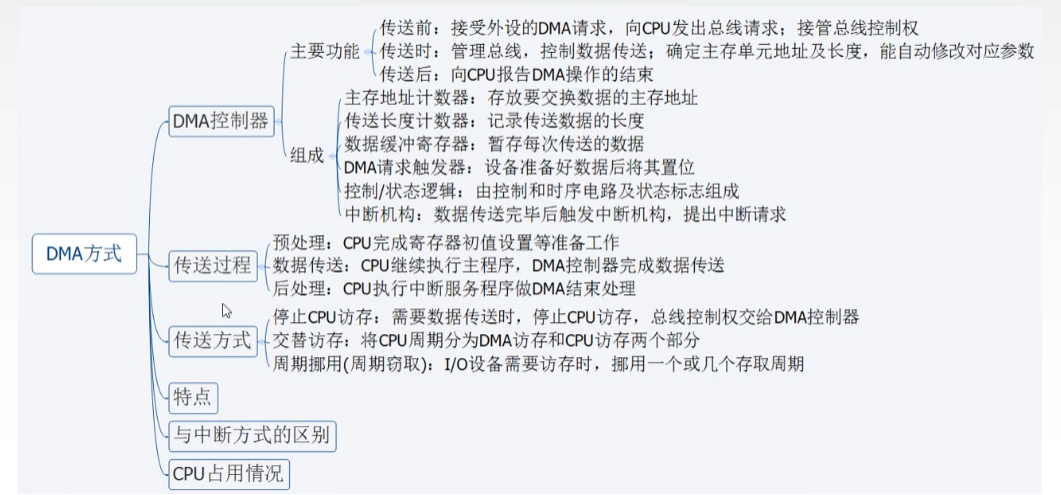 DMA方式
DMA控制器
主要功能
传送前：接受外设的DMA请求，向CPU发出总线请求；接管总线控制权
传送时：管理总线，控制数据传送；确定主存单元地址及长度，能自动修改对应参数
传送后：向CPU报告DMA操作的结束
组成
主存地址计数器：存放要交换数据的主存地址
传送长度计数器：记录传送数据的长度
数据缓冲寄存器：暂存每次传送的数据
DMA请求触发器：设备准备好数据后将其置位
控制/状态逻辑：由控制和时序电路及状态标志组成
中断机构：数据传送完毕后触发中断机构，提出中断请求
传送过程
预处理：CPU完成寄存器初值设置等准备工作
数据传送：CPU继续执行主程序，DMA控制器完成数据传送
后处理：CPU执行中断服务程序做DMA结束处理
传送方式
停止CPU访存：需要数据传送时，停止CPU访存，总线控制权交给DMA控制器
交替访存：将CPU周期分为DMA访存和CPU访存两个部分
周期挪用(周期窃取)：I/O设备需要访存时，挪用一个或几个存取周期
特点
与中断方式的区别
CPU占用情况